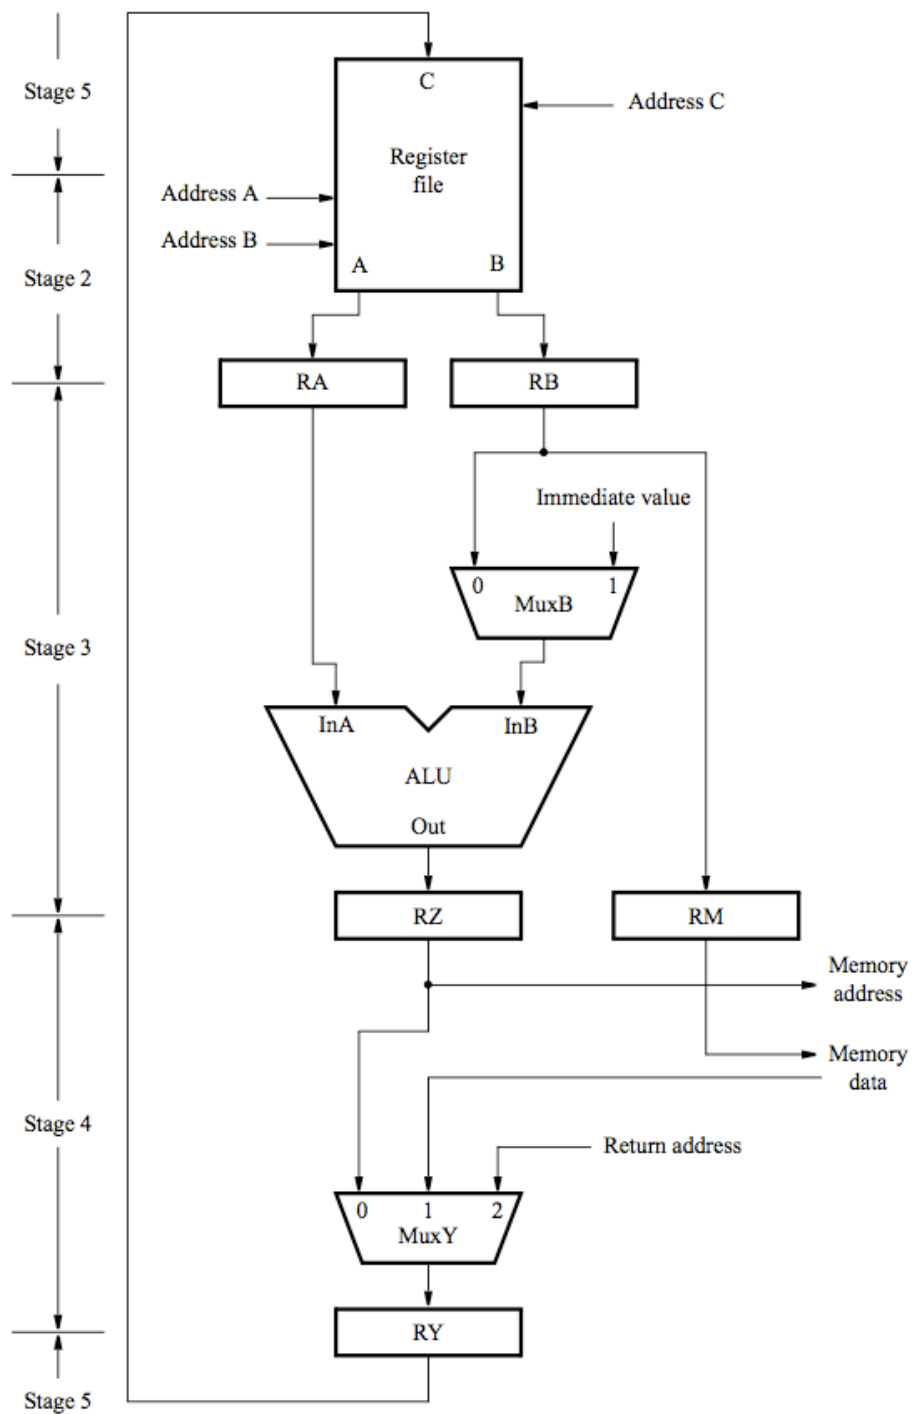 C
Stage 5
Address C
Register
file
Address A
Address B
A
B
Stage 2
RA
RB
Immediate value
0
1
MuxB
Stage 3
InA
InB
ALU
Out
RZ
RM
Memory
address
Memory
data
Stage 4
Return address
0
1
2
MuxY
RY
Stage 5